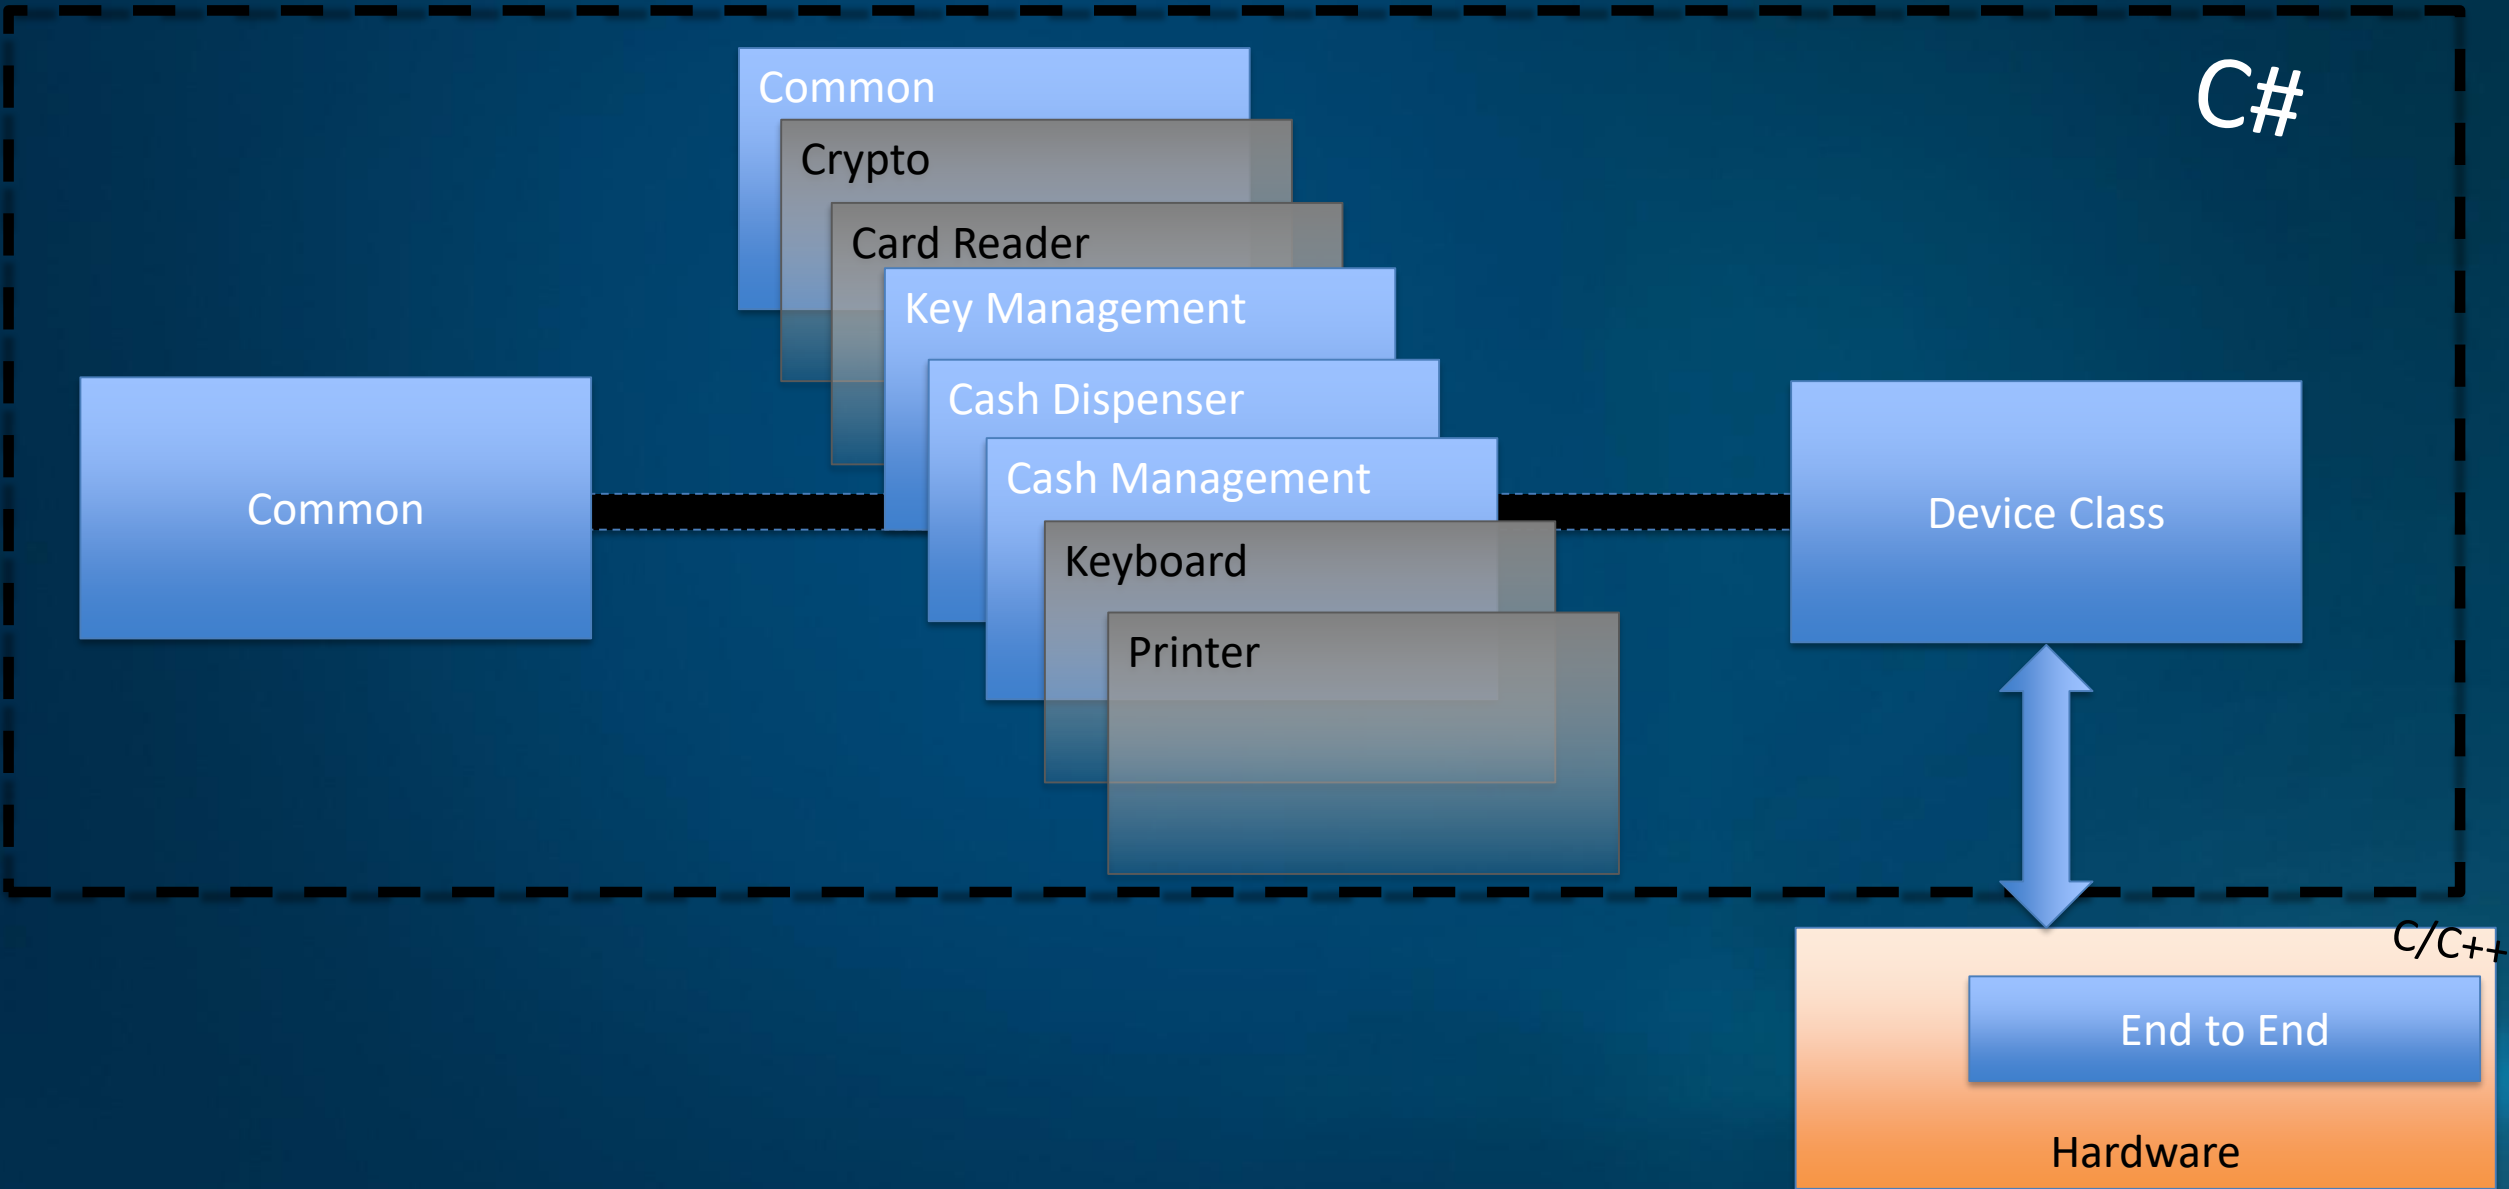 C#
Common
Crypto
Card Reader
Key Management
Cash Dispenser
Cash Management
Keyboard
Printer
Common
Device Class
C/C++
End to End
Hardware